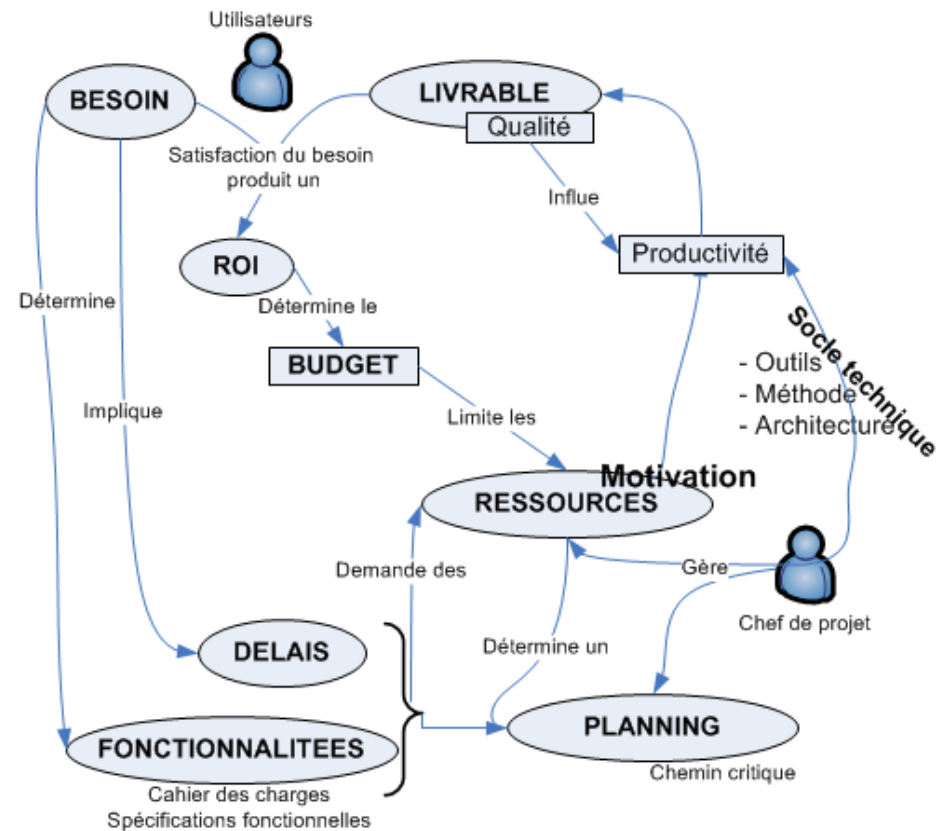 Utilisateurs
BESOIN
LIVRABLE
Qualité
Satisfaction du besoin
produit un
Influe
ROI
Productivité
Détermine
Détermine le
Socle technique
BUDGET
- Outils
- Méthode
- Architecture
Implique
Limite les
Motivation
RESSOURCES
Demande des
Gère
Chef de projet
DELAIS
Détermine un
PLANNING
FONCTIONNALITEES
Chemin critique
Cahier des charges
Spécifications fonctionnelles